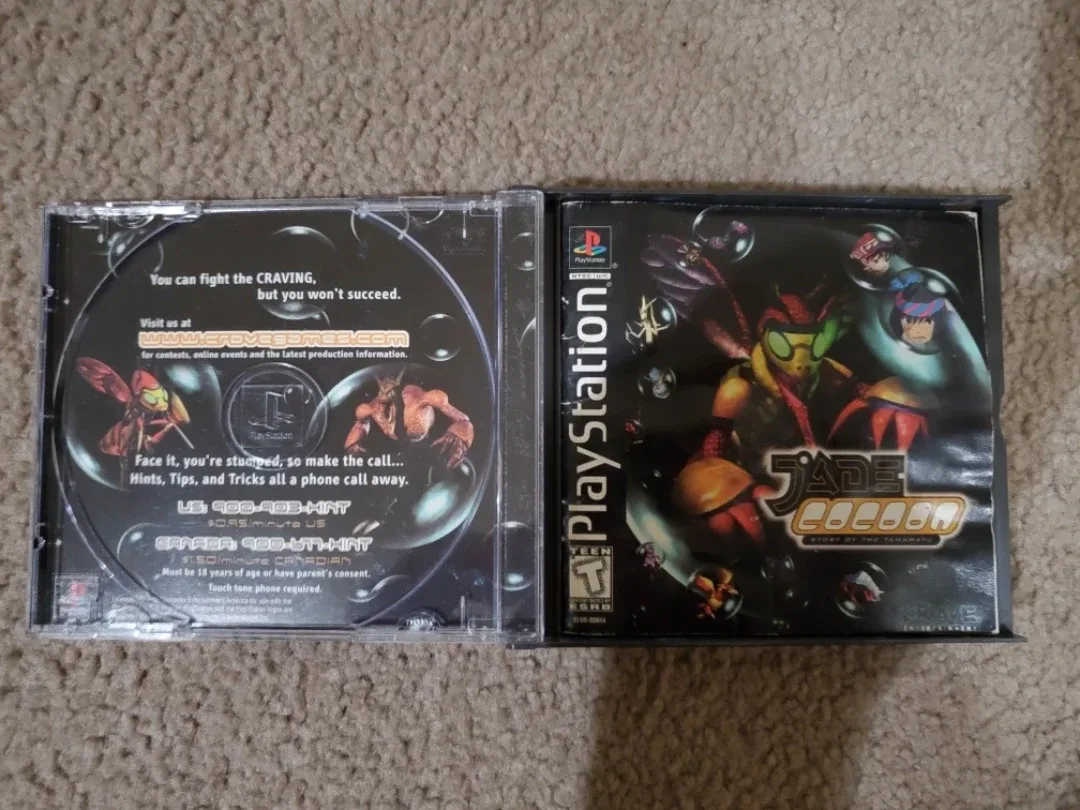 You can fight the CRAVING,
but you won't succeed.
Visit us at
www.cravegames.com
for contests, online events and the latest production information.
PlayStation
Face it, you're stumped, so make the call...
Hints, Tips, and Tricks all a phone call away.
US: 900-903-HINT
$0.95/minute US
CANADA: 900-677-HINT
$1.50/minute CANADIAN
Must be 18 years of age or have parent's consent.
Touch tone phone required.
PlayStation
NTSC U/C
PlayStation
TEEN
T
ESRB
JADE
COCOON
STORY OF THE TAMAMAYU
CRAVE
ENTERTAINMENT